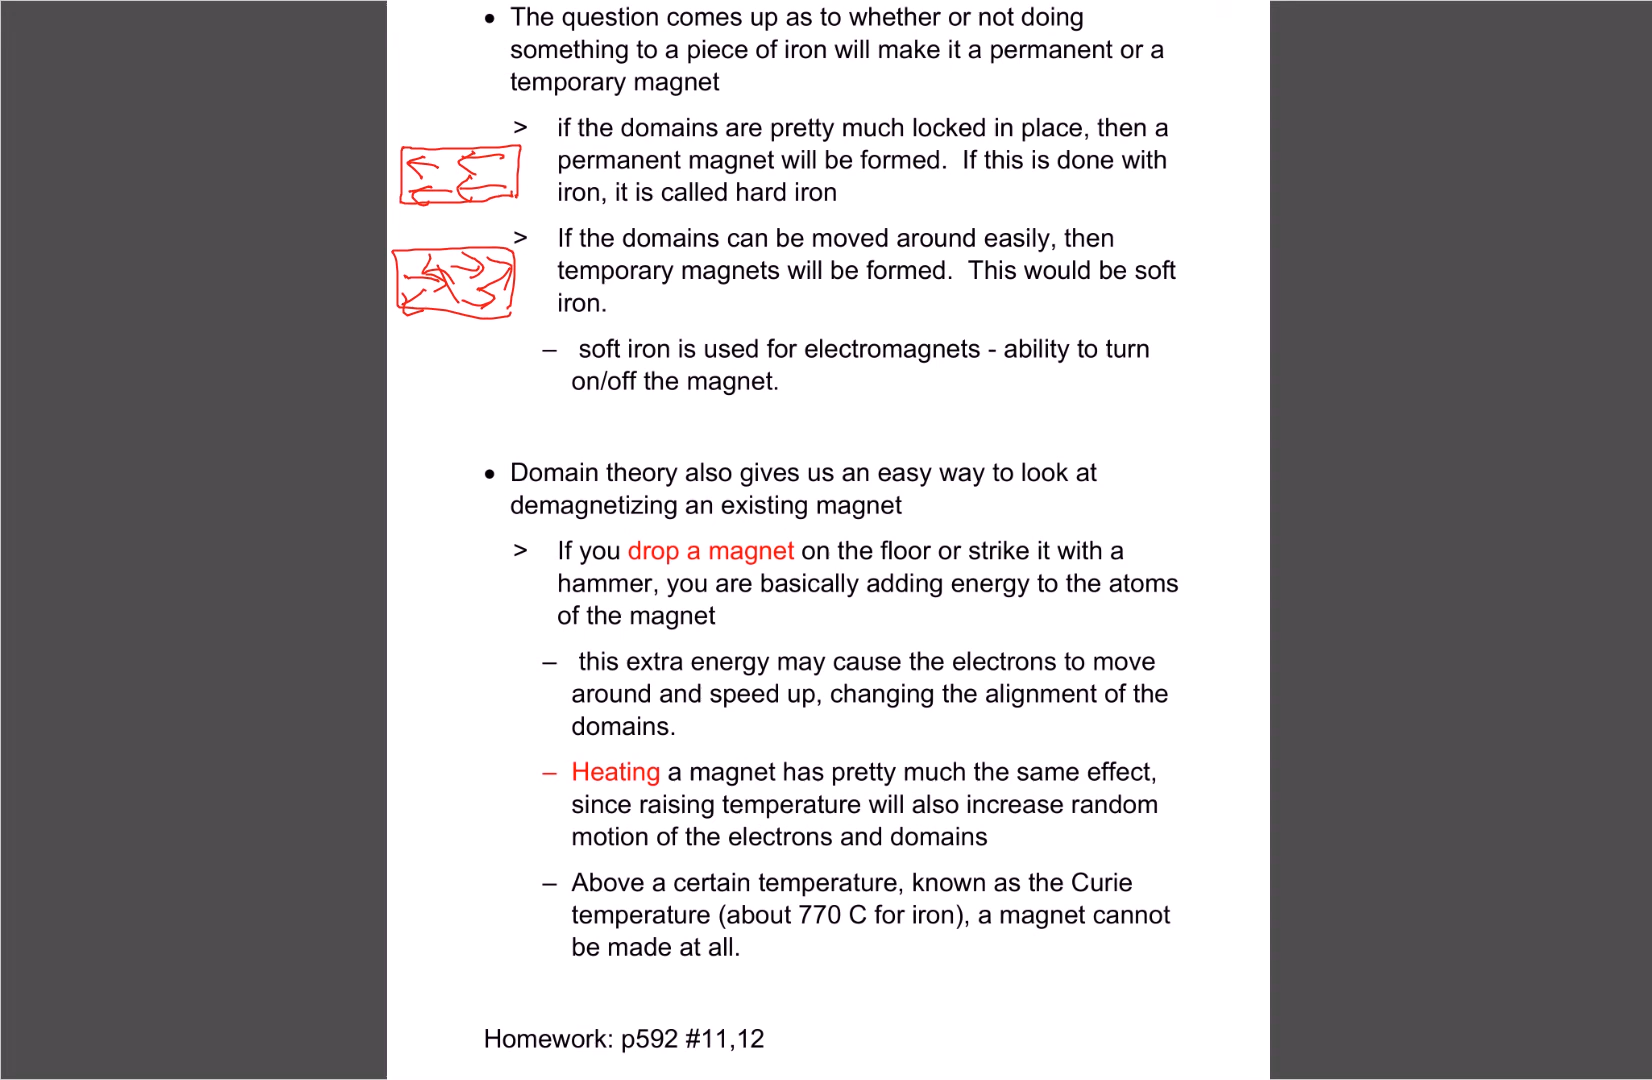 • The question comes up as to whether or not doing
something to a piece of iron will make it a permanent or a
temporary magnet
> if the domains are pretty much locked in place, then a
permanent magnet will be formed.  If this is done with
iron, it is called hard iron
> If the domains can be moved around easily, then
temporary magnets will be formed.  This would be soft
iron.
– soft iron is used for electromagnets - ability to turn
on/off the magnet.
• Domain theory also gives us an easy way to look at
demagnetizing an existing magnet
> If you drop a magnet on the floor or strike it with a
hammer, you are basically adding energy to the atoms
of the magnet
– this extra energy may cause the electrons to move
around and speed up, changing the alignment of the
domains.
– Heating a magnet has pretty much the same effect,
since raising temperature will also increase random
motion of the electrons and domains
– Above a certain temperature, known as the Curie
temperature (about 770 C for iron), a magnet cannot
be made at all.
Homework: p592 #11,12